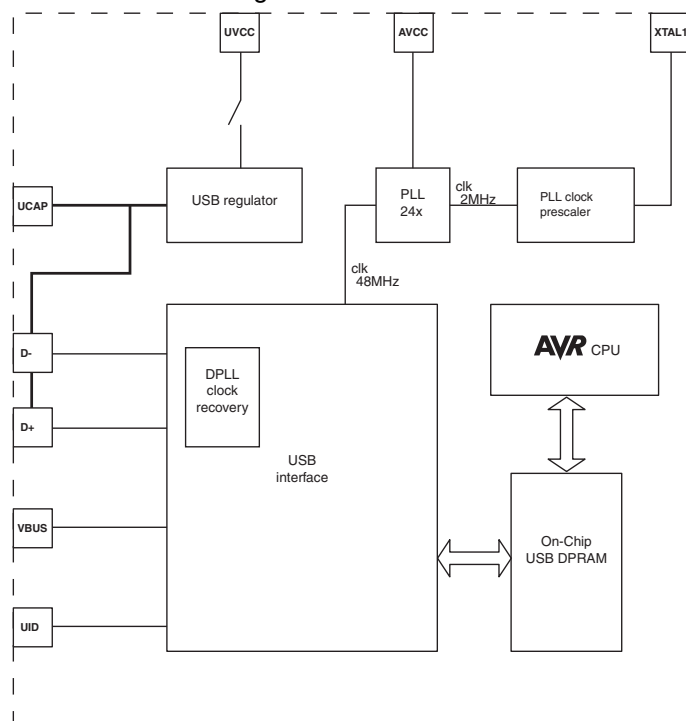 UVCC
AVCC
XTAL1
UCAP
USB regulator
PLL
24x
clk
2MHz
PLL clock
prescaler
clk
48MHz
D-
D+
DPLL
clock
recovery
AVR CPU
USB
interface
VBUS
On-Chip
USB DPRAM
UID